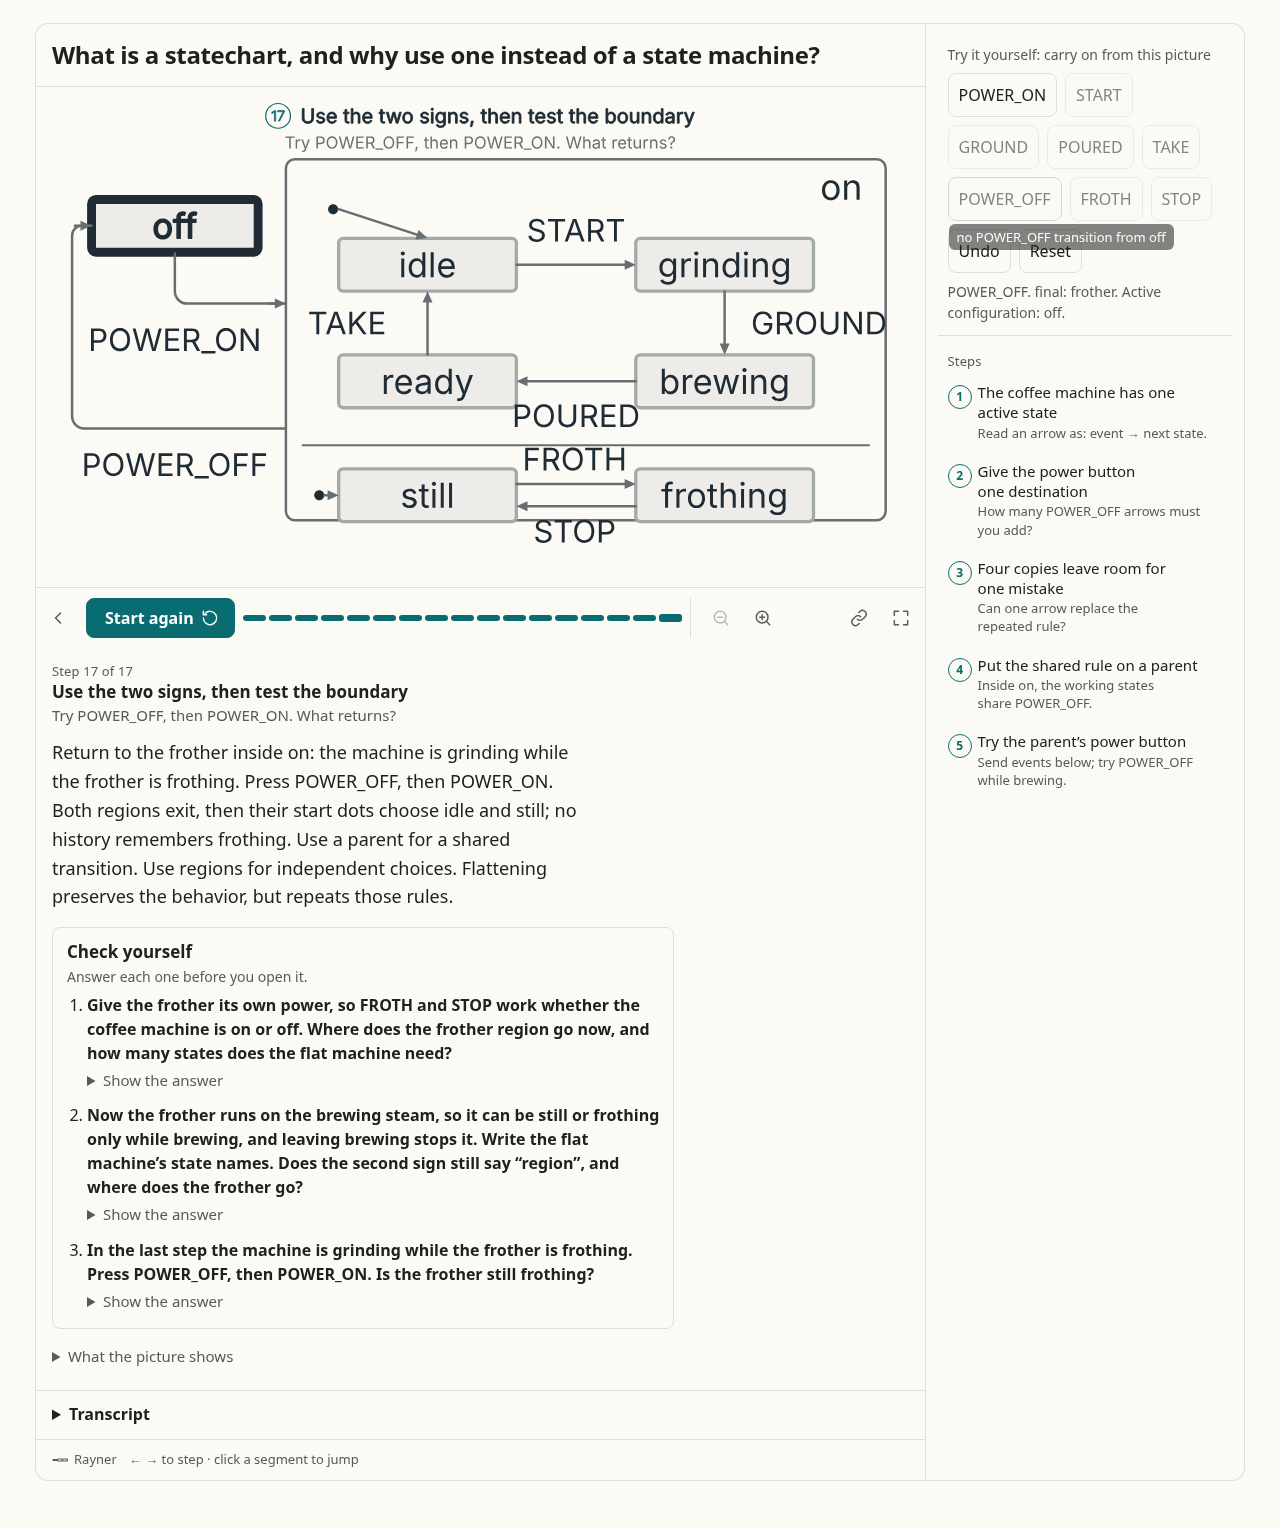 What is a statechart, and why use one instead of a state machine?
17 Use the two signs, then test the boundary
Try POWER_OFF, then POWER_ON. What returns?
on
off
START
idle
grinding
TAKE
GROUND
POWER_ON
ready
brewing
POURED
FROTH
POWER_OFF
still
frothing
STOP
Start again
Step 17 of 17
Use the two signs, then test the boundary
Try POWER_OFF, then POWER_ON. What returns?
Return to the frother inside on: the machine is grinding while
the frother is frothing. Press POWER_OFF, then POWER_ON.
Both regions exit, then their start dots choose idle and still; no
history remembers frothing. Use a parent for a shared
transition. Use regions for independent choices. Flattening
preserves the behavior, but repeats those rules.
Check yourself
Answer each one before you open it.
1. Give the frother its own power, so FROTH and STOP work whether the
coffee machine is on or off. Where does the frother region go now, and
how many states does the flat machine need?
▶ Show the answer
2. Now the frother runs on the brewing steam, so it can be still or frothing
only while brewing, and leaving brewing stops it. Write the flat
machine’s state names. Does the second sign still say “region”, and
where does the frother go?
▶ Show the answer
3. In the last step the machine is grinding while the frother is frothing.
Press POWER_OFF, then POWER_ON. Is the frother still frothing?
▶ Show the answer
▶ What the picture shows
▶ Transcript
Rayner ← → to step · click a segment to jump
Try it yourself: carry on from this picture
POWER_ON START
GROUND POURED TAKE
POWER_OFF FROTH STOP
no POWER_OFF transition from off
Undo Reset
POWER_OFF. final: frother. Active
configuration: off.
Steps
1 The coffee machine has one
active state
Read an arrow as: event → next state.
2 Give the power button
one destination
How many POWER_OFF arrows must
you add?
3 Four copies leave room for
one mistake
Can one arrow replace the
repeated rule?
4 Put the shared rule on a parent
Inside on, the working states
share POWER_OFF.
5 Try the parent’s power button
Send events below; try POWER_OFF
while brewing.